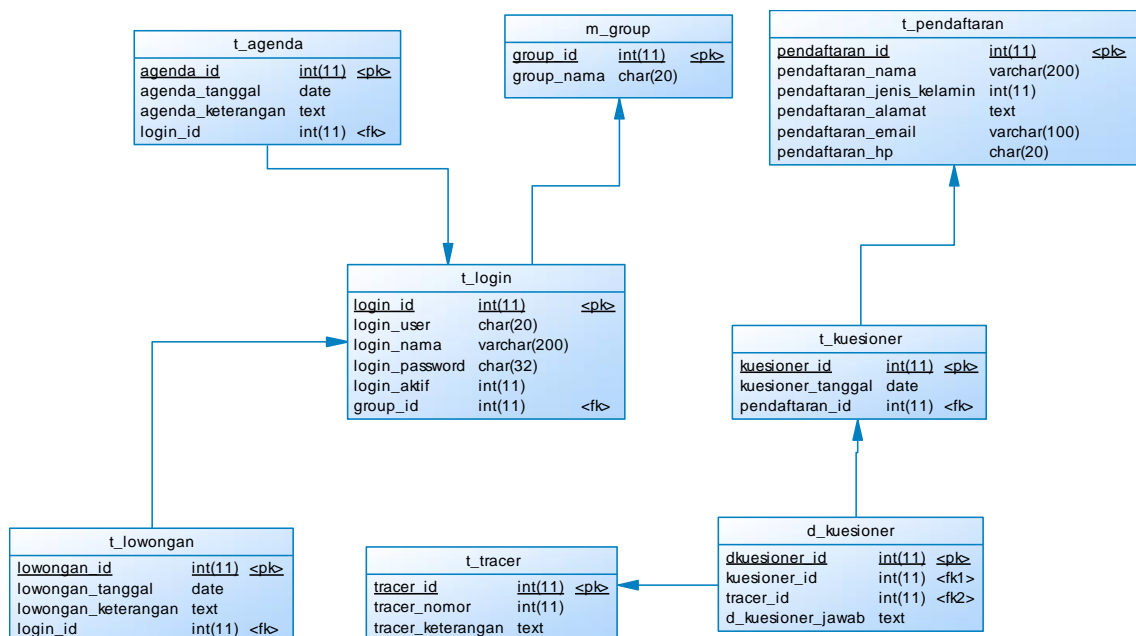 t_agenda
agenda_id int(11) <pk>
agenda_tanggal date
agenda_keterangan text
login_id int(11) <fk>
m_group
group_id int(11) <pk>
group_nama char(20)
t_pendaftaran
pendaftaran_id int(11) <pk>
pendaftaran_nama varchar(200)
pendaftaran_jenis_kelamin int(11)
pendaftaran_alamat text
pendaftaran_email varchar(100)
pendaftaran_hp char(20)
t_login
login_id int(11) <pk>
login_user char(20)
login_nama varchar(200)
login_password char(32)
login_aktif int(11)
group_id int(11) <fk>
t_kuesioner
kuesioner_id int(11) <pk>
kuesioner_tanggal date
pendaftaran_id int(11) <fk>
t_lowongan
lowongan_id int(11) <pk>
lowongan_tanggal date
lowongan_keterangan text
login_id int(11) <fk>
t_tracer
tracer_id int(11) <pk>
tracer_nomor int(11)
tracer_keterangan text
d_kuesioner
dkuesioner_id int(11) <pk>
kuesioner_id int(11) <fk1>
tracer_id int(11) <fk2>
d_kuesioner_jawab text